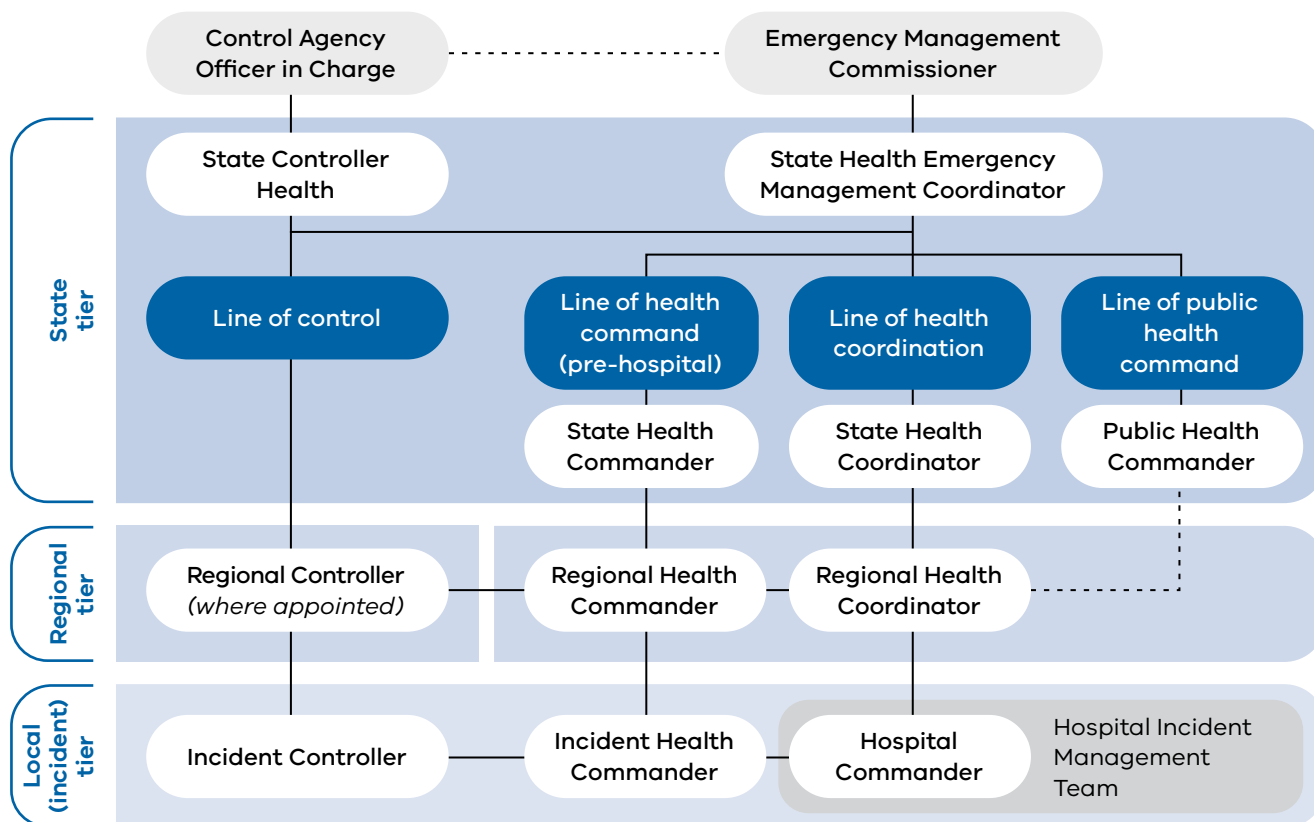 Control Agency
Officer in Charge
Emergency Management
Commissioner
State
tier
State Controller
Health
State Health Emergency
Management Coordinator
Line of control
Line of health
command
(pre-hospital)
Line of health
coordination
Line of public
health
command
State Health
Commander
State Health
Coordinator
Public Health
Commander
Regional
tier
Regional Controller
(where appointed)
Regional Health
Commander
Regional Health
Coordinator
Local
(incident)
tier
Incident Controller
Incident Health
Commander
Hospital
Commander
Hospital Incident
Management
Team